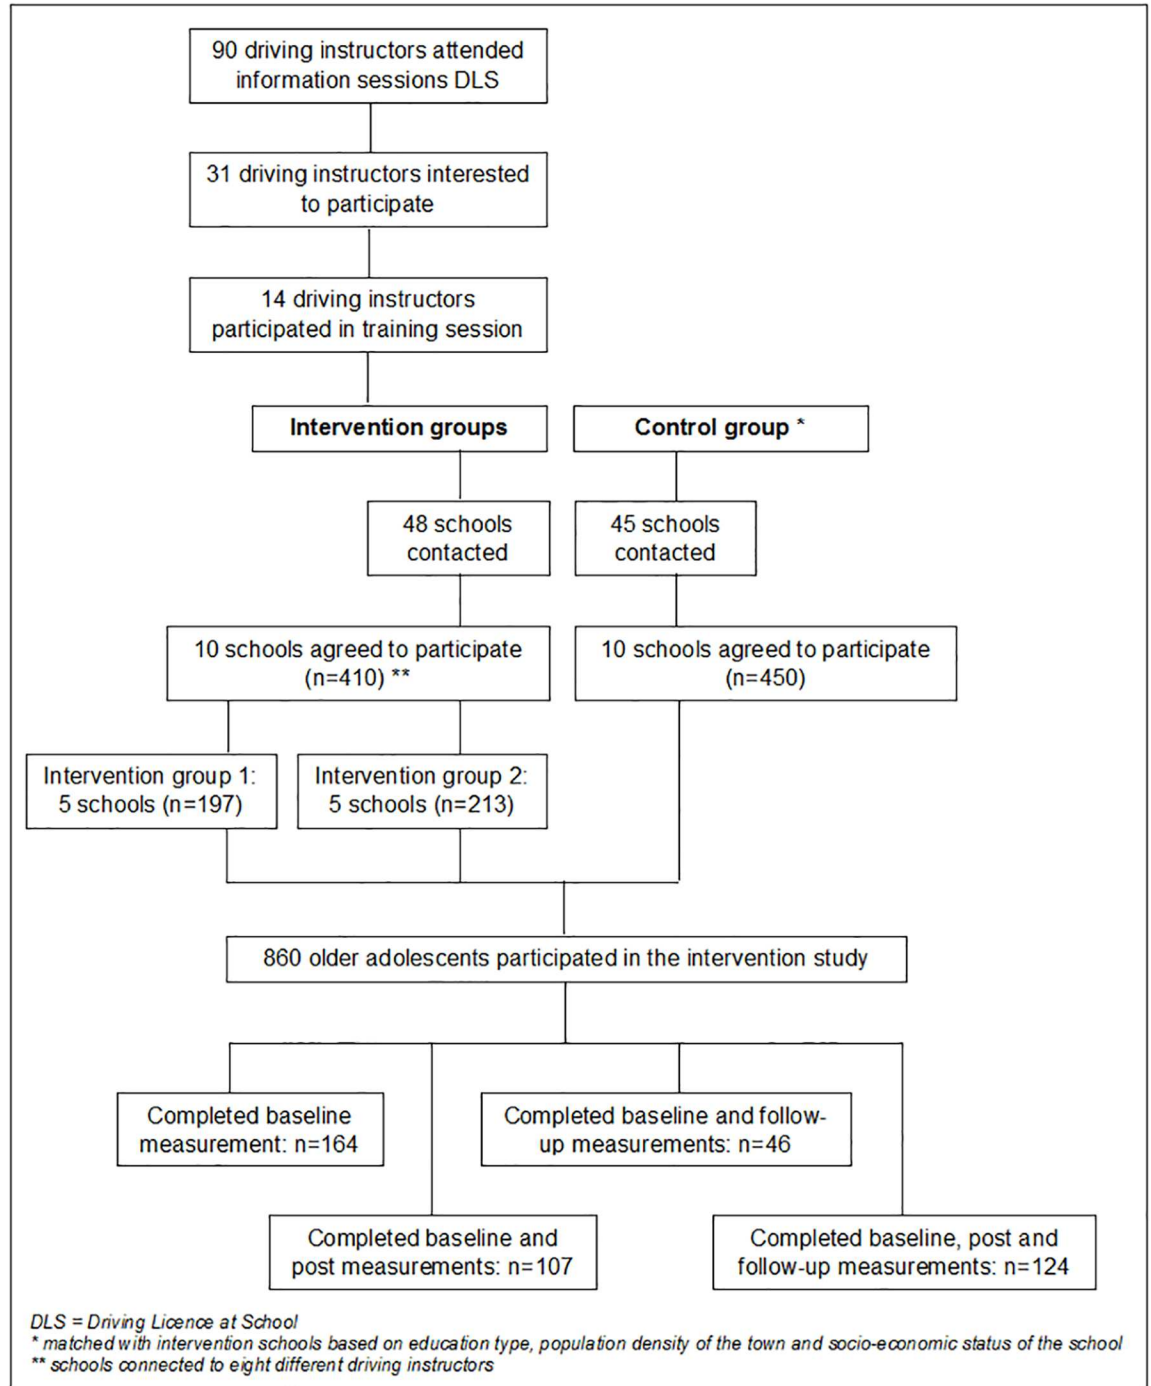 90 driving instructors attended
information sessions DLS
31 driving instructors interested
to participate
14 driving instructors
participated in training session
Intervention groups
Control group *
48 schools
contacted
45 schools
contacted
10 schools agreed to participate
(n=410) **
10 schools agreed to participate
(n=450)
Intervention group 1:
5 schools (n=197)
Intervention group 2:
5 schools (n=213)
860 older adolescents participated in the intervention study
Completed baseline
measurement: n=164
Completed baseline and follow-
up measurements: n=46
Completed baseline and
post measurements: n=107
Completed baseline, post and
follow-up measurements: n=124
DLS = Driving Licence at School
* matched with intervention schools based on education type, population density of the town and socio-economic status of the school
** schools connected to eight different driving instructors